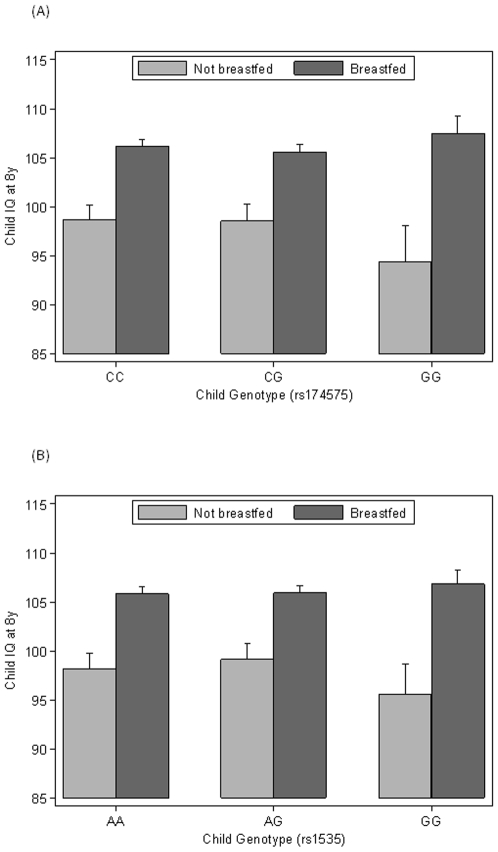 (A)
Not breastfed Breastfed
115
110
105
100
95
90
85
Child IQ at 8y
CC CG GG
Child Genotype (rs174575)
(B)
Not breastfed Breastfed
115
110
105
100
95
90
85
Child IQ at 8y
AA AG GG
Child Genotype (rs1535)